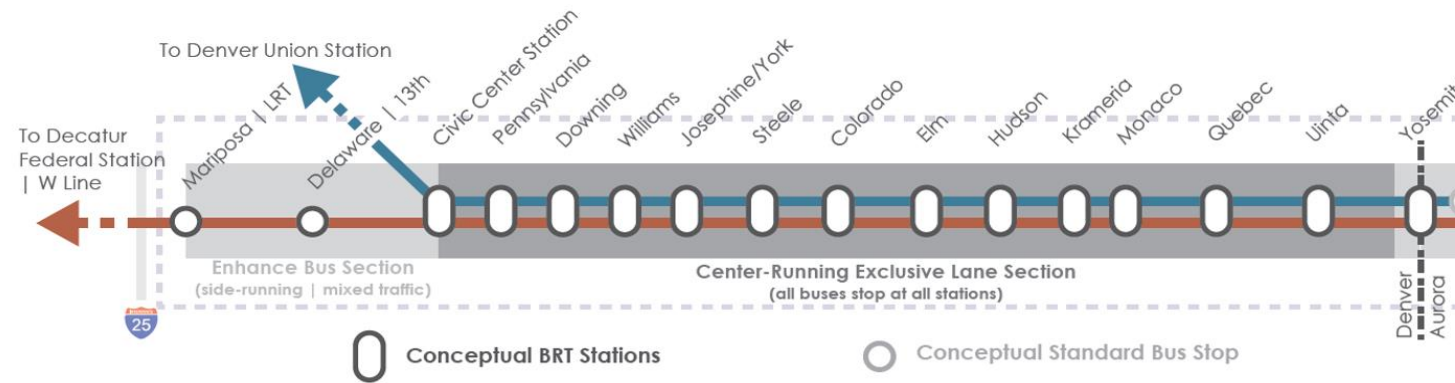 To Denver Union Station
To Decatur
Federal Station
| W Line
Mariposa | LRT
Delaware | 13th
Civic Center Station
Pennsylvania
Downing
Williams
Josephine/York
Steele
Colorado
Elm
Hudson
Krameria
Monaco
Quebec
Uinta
Yosemit
Enhance Bus Section
(side-running | mixed traffic)
Center-Running Exclusive Lane Section
(all buses stop at all stations)
Denver
Aurora
25
Conceptual BRT Stations
Conceptual Standard Bus Stop